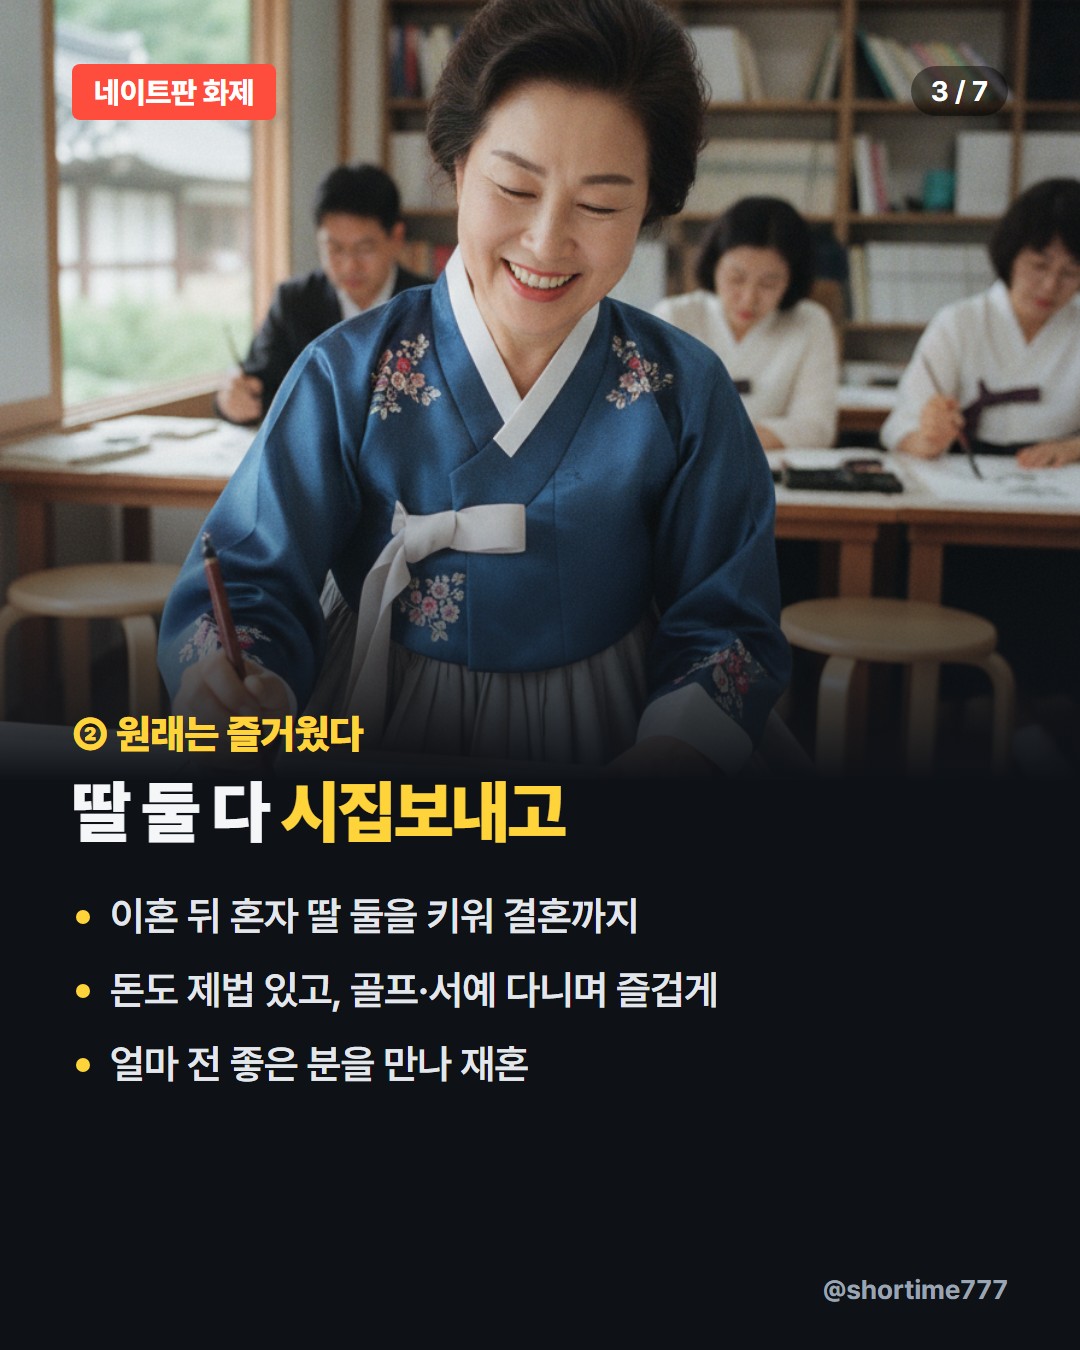 네이트판 화제
3 / 7
② 원래는 즐거웠다
딸 둘 다 시집보내고
• 이혼 뒤 혼자 딸 둘을 키워 결혼까지
• 돈도 제법 있고, 골프·서예 다니며 즐겁게
• 얼마 전 좋은 분을 만나 재혼
@shortime777